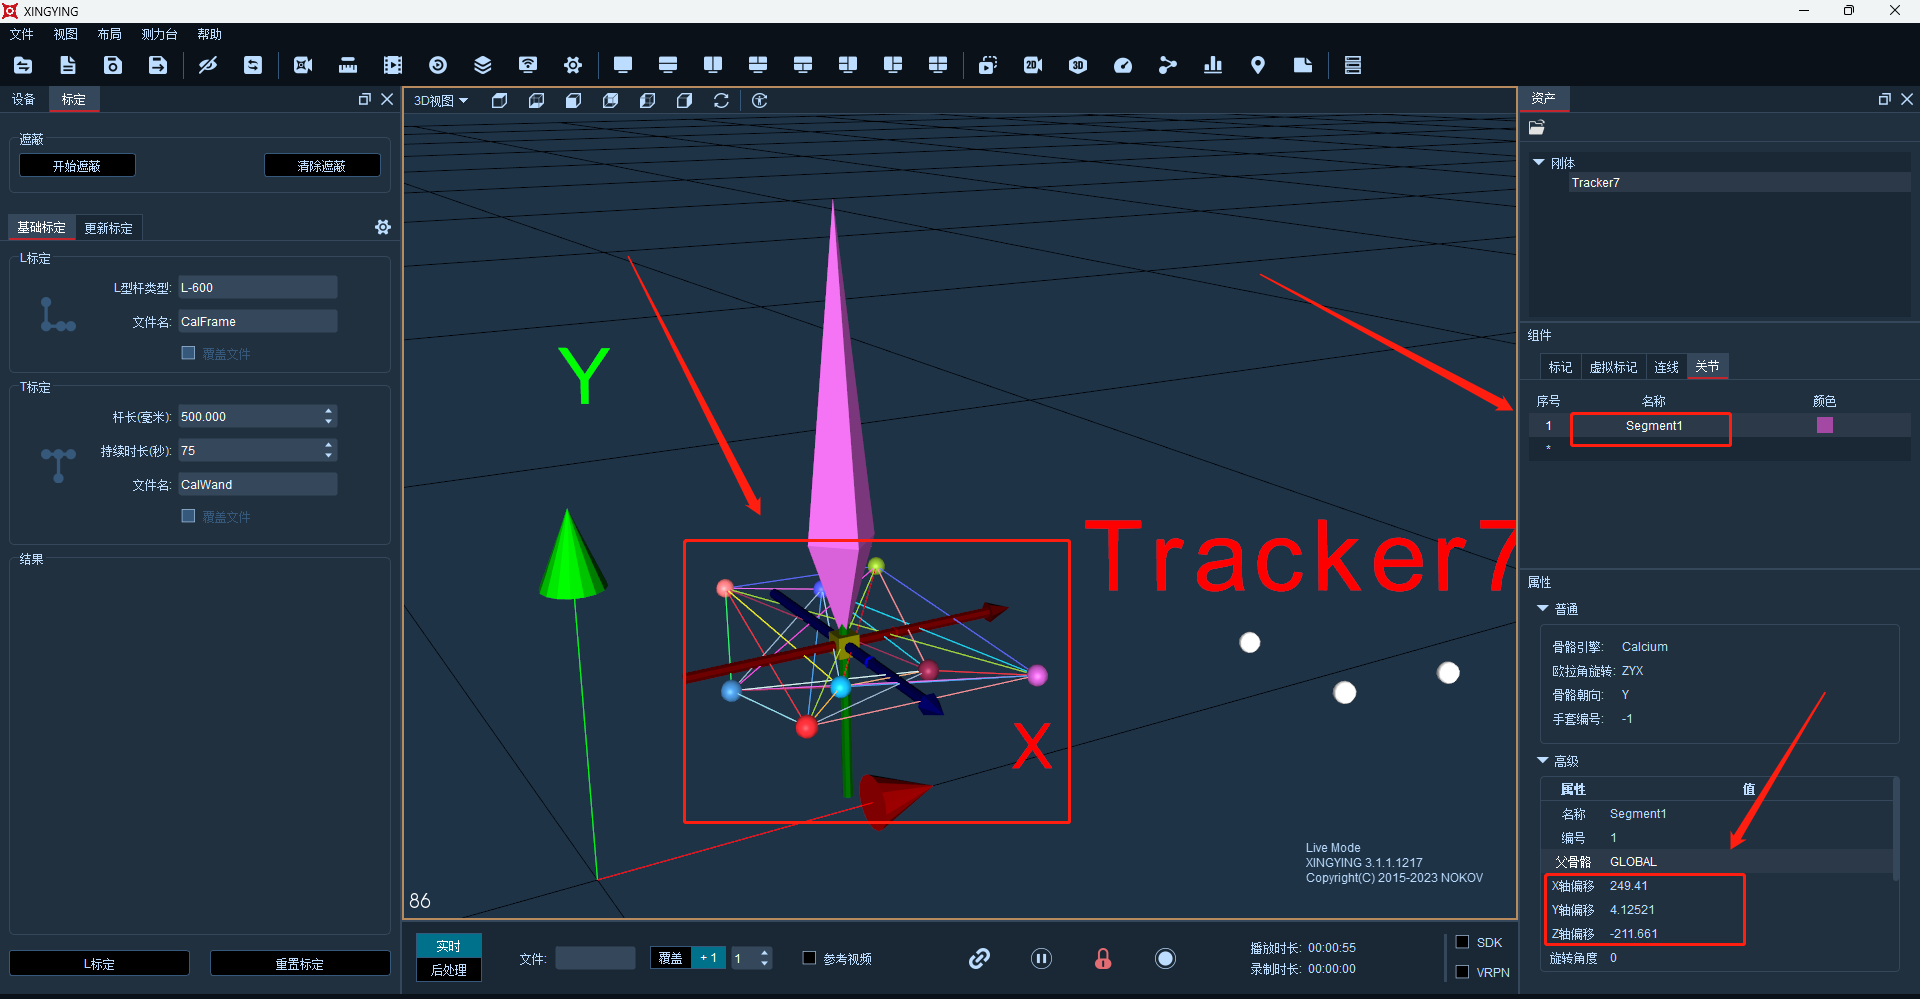 XINGYING
文件 视图 布局 测力台 帮助
设备 标定
遮蔽
开始遮蔽 清除遮蔽
基础标定 更新标定
L标定
L型杆类型: L-600
文件名: CalFrame
覆盖文件
T标定
杆长(毫米): 500.000
持续时长(秒): 75
文件名: CalWand
覆盖文件
结果
L标定 重置标定
3D视图
Y
Tracker7
X
Live Mode
XINGYING 3.1.1.1217
Copyright(C) 2015-2023 NOKOV
86
实时
后处理
文件:
覆盖 + 1 1
参考视频
播放时长: 00:00:55
录制时长: 00:00:00
SDK
VRPN
资产
刚体
Tracker7
组件
标记 虚拟标记 连线 关节
序号 名称 颜色
1 Segment1
*
属性
普通
骨骼引擎: Calcium
欧拉角旋转: ZYX
骨骼朝向: Y
手套编号: -1
高级
属性 值
名称 Segment1
编号 1
父骨骼 GLOBAL
X轴偏移 249.41
Y轴偏移 4.12521
Z轴偏移 -211.661
旋转角度 0